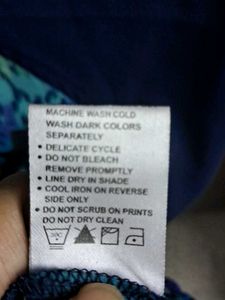 MACHINE WASH COLD
WASH DARK COLORS
SEPARATELY
• DELICATE CYCLE
• DO NOT BLEACH
REMOVE PROMPTLY
• LINE DRY IN SHADE
• COOL IRON ON REVERSE
SIDE ONLY
• DO NOT SCRUB ON PRINTS
DO NOT DRY CLEAN